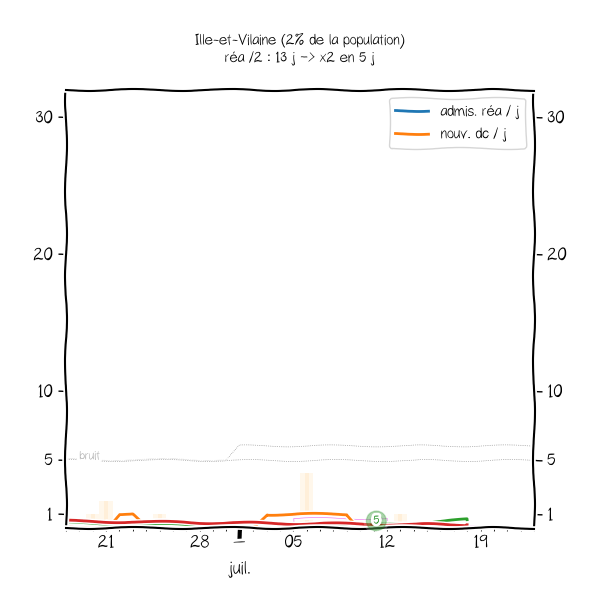 Ille-et-Vilaine (2% de la population)
réa /2 : 13 j -> x2 en 5 j
admis. réa / j
nouv. dc / j
30
30
20
20
10
10
5
bruit
5
1
5
1
21
28
1
05
12
19
juil.